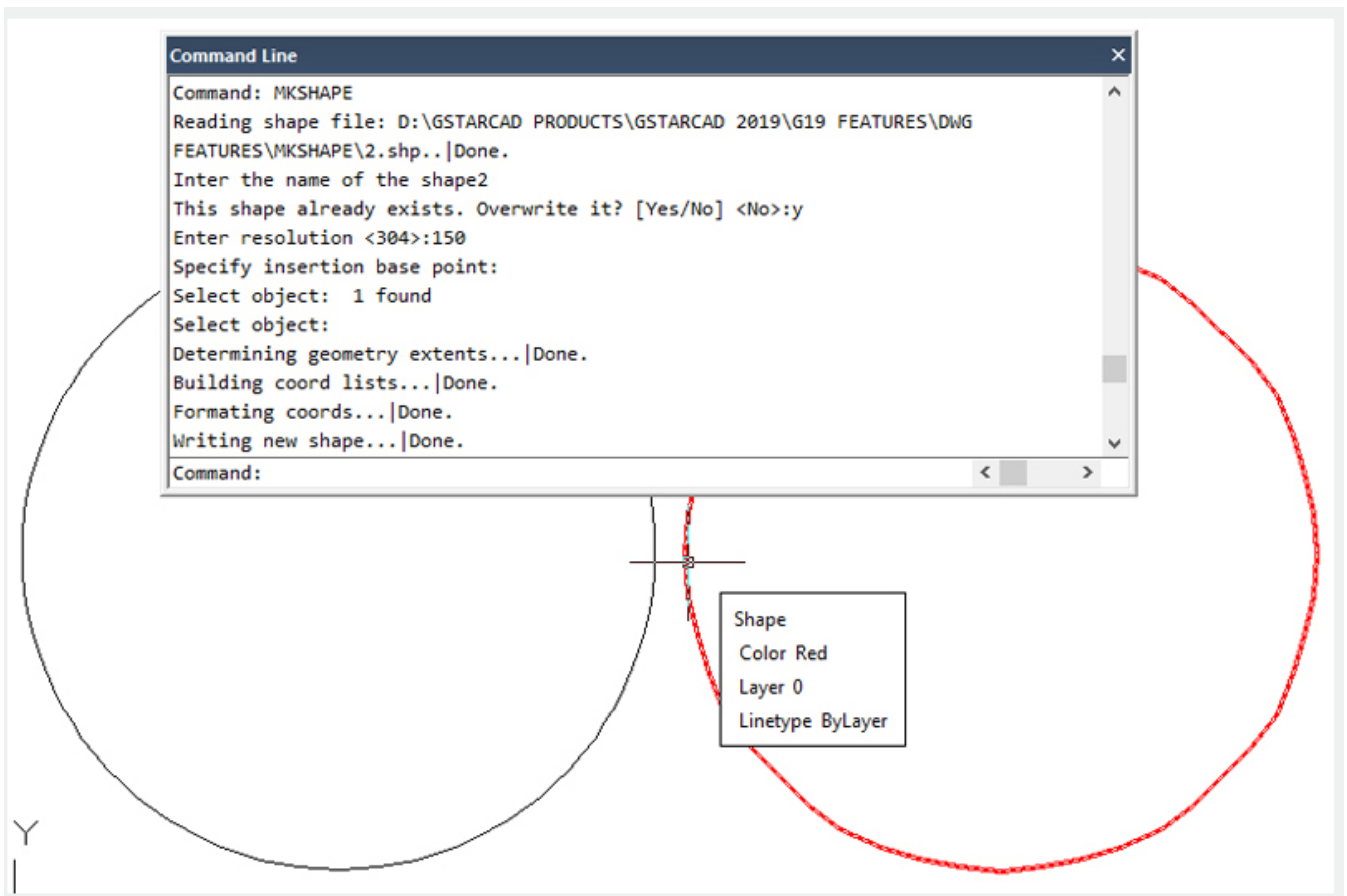 Command Line
Command: MKSHAPE
Reading shape file: D:\GSTARCAD PRODUCTS\GSTARCAD 2019\G19 FEATURES\DWG
FEATURES\MKSHAPE\2.shp..|Done.
Inter the name of the shape2
This shape already exists. Overwrite it? [Yes/No] <No>:y
Enter resolution <304>:150
Specify insertion base point:
Select object:  1 found
Select object:
Determining geometry extents...|Done.
Building coord lists...|Done.
Formating coords...|Done.
Writing new shape...|Done.
Command:
Shape
Color Red
Layer 0
Linetype ByLayer
Y